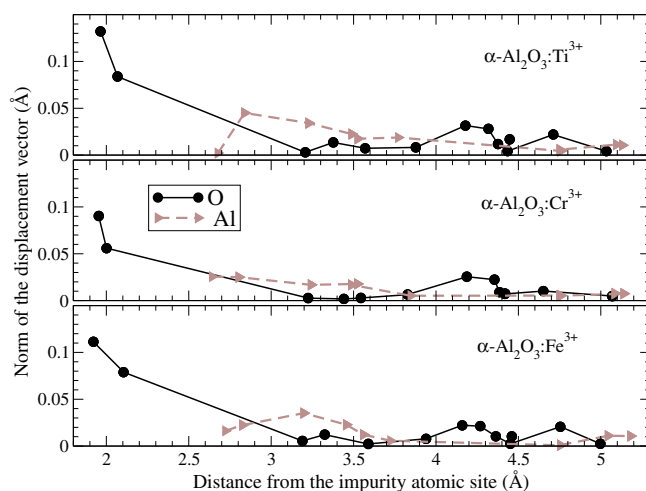 Norm of the displacement vector (Å)
0.1
0.05
0
α-Al₂O₃:Ti³⁺
0.1
0.05
0
O
Al
α-Al₂O₃:Cr³⁺
0.1
0.05
0
α-Al₂O₃:Fe³⁺
2 2.5 3 3.5 4 4.5 5
Distance from the impurity atomic site (Å)